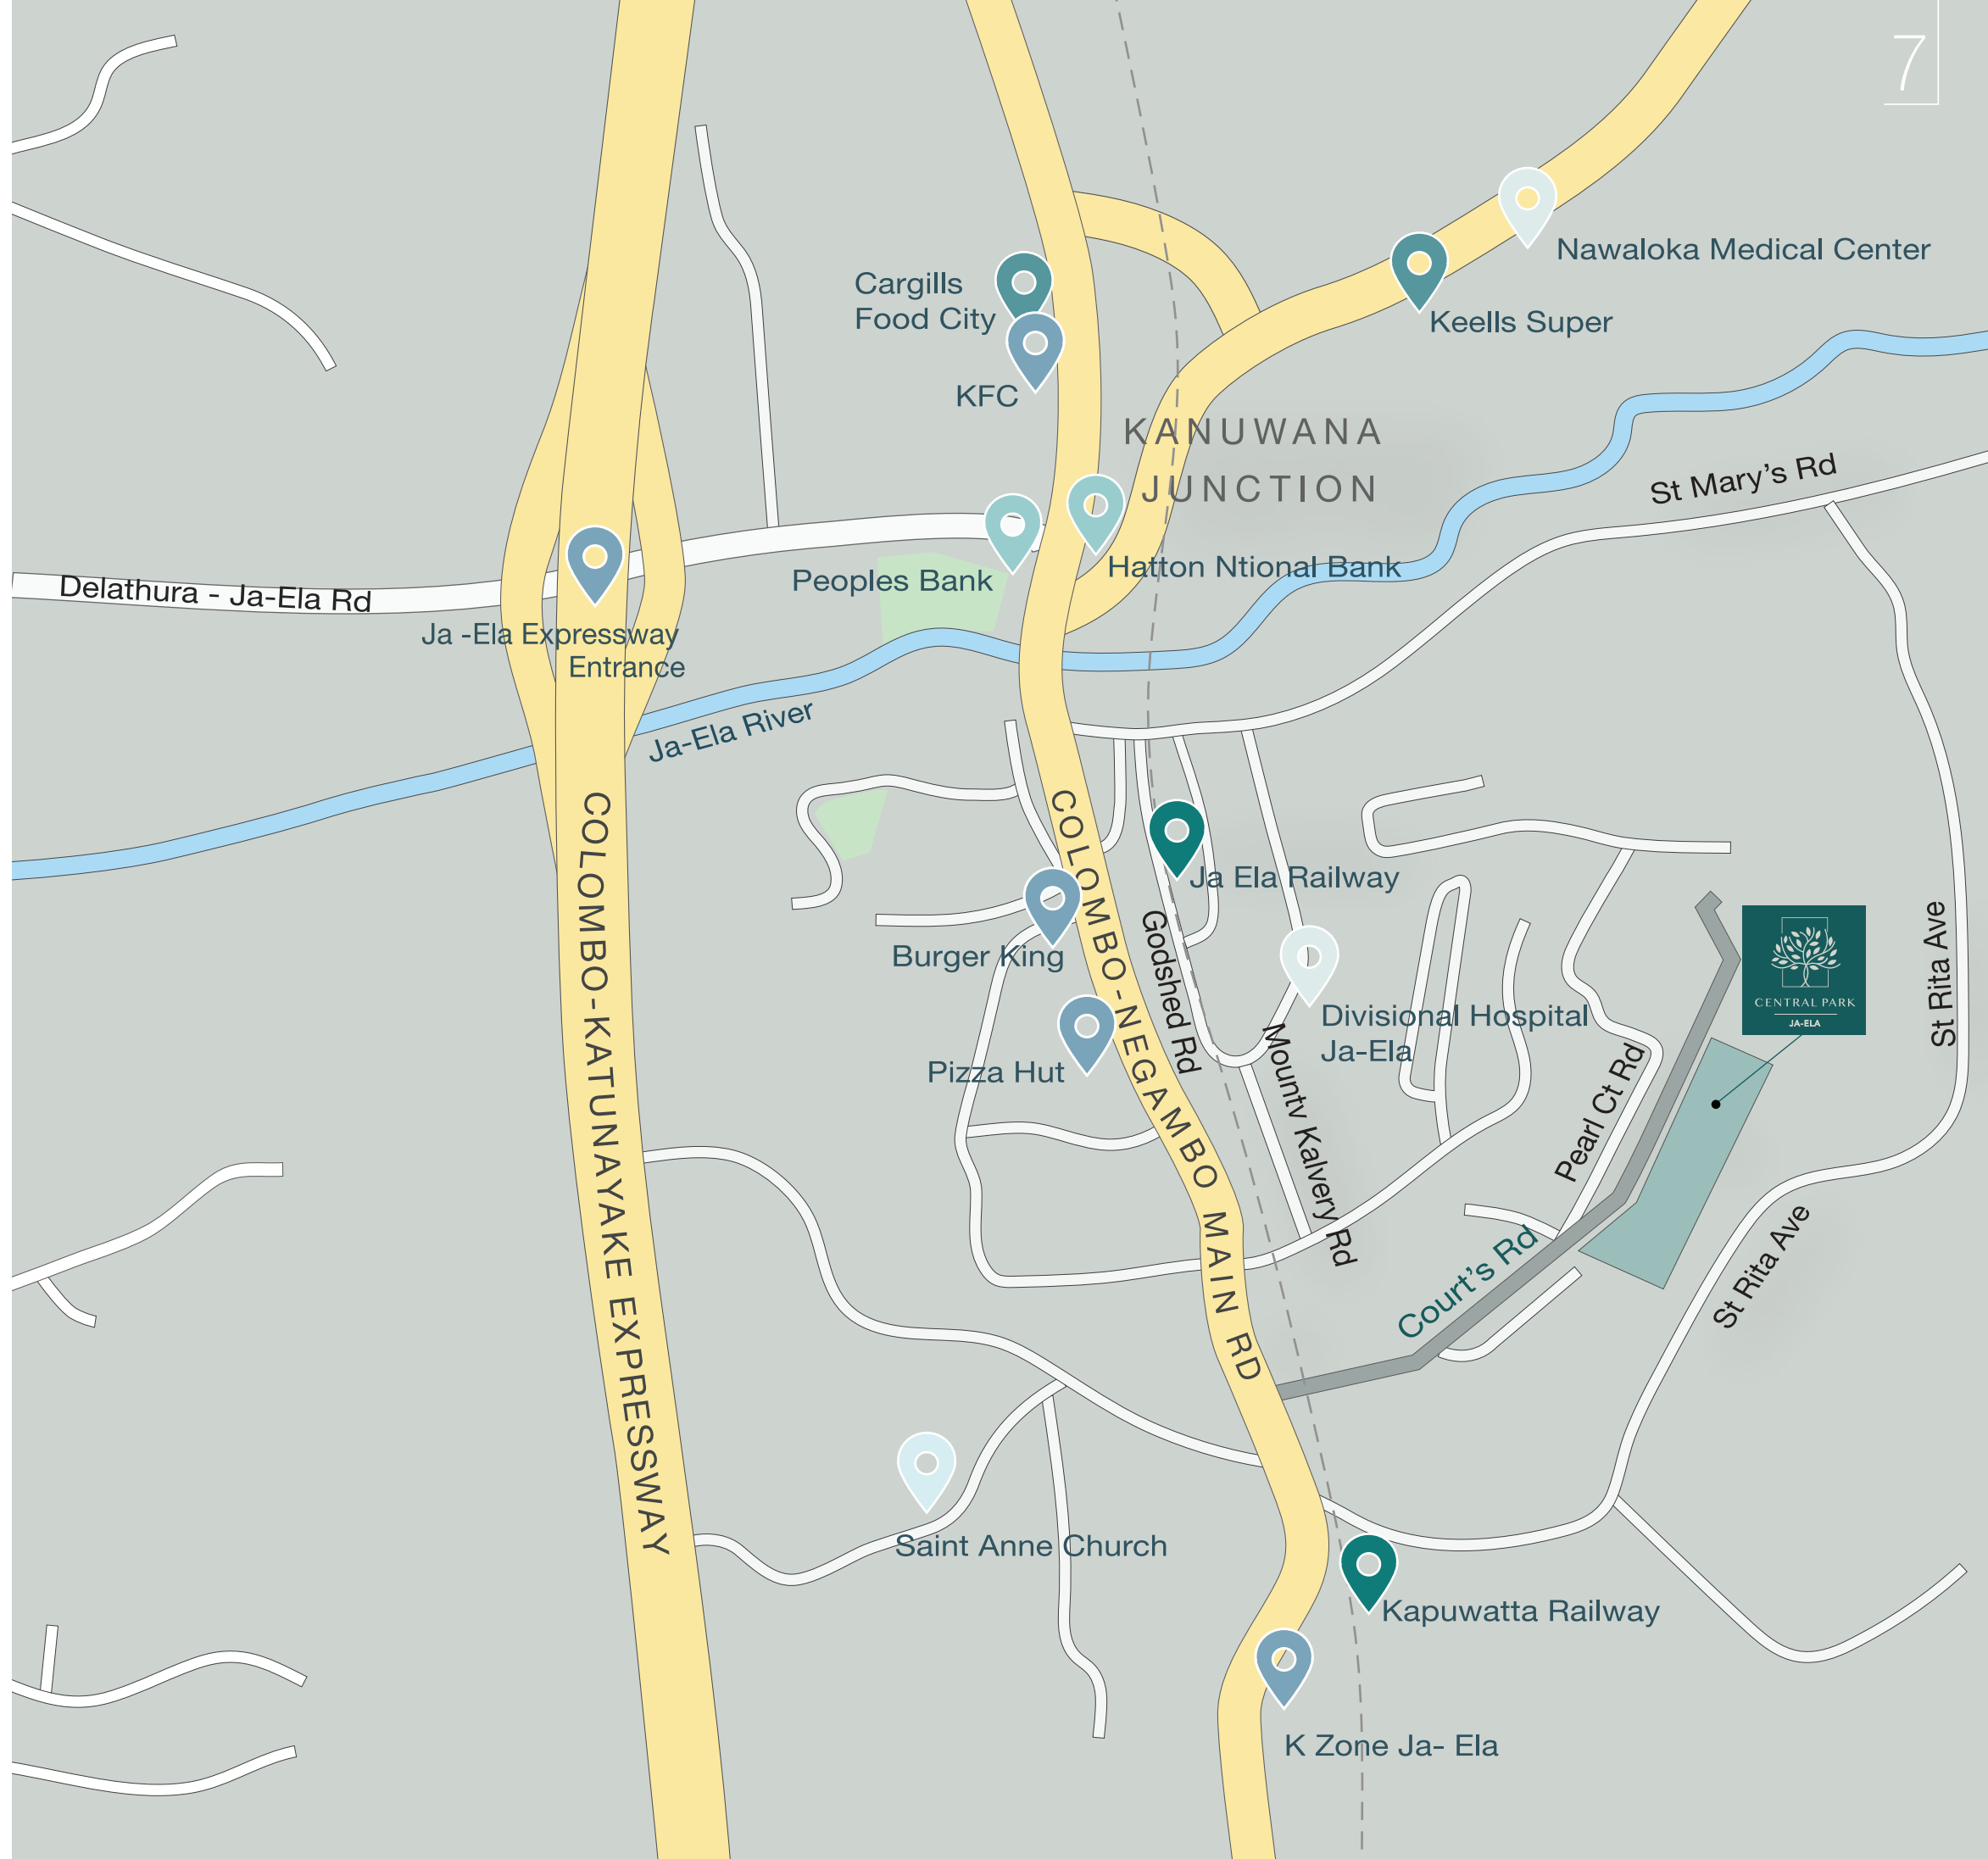 7
Nawaloka Medical Center
Cargills
Food City
Keells Super
KFC
KANUWANA
JUNCTION
St Mary's Rd
Peoples Bank
Hatton Ntional Bank
Delathura - Ja-Ela Rd
Ja -Ela Expressway
Entrance
Ja-Ela River
COLOMBO-KATUNAYAKE EXPRESSWAY
COLOMBO-NEGAMBO MAIN RD
Ja Ela Railway
Burger King
Godshed Rd
St Rita Ave
CENTRAL PARK
JA-ELA
Divisional Hospital
Ja-Ela
Pizza Hut
Mountv Kalvery Rd
Pearl Ct Rd
Court's Rd
St Rita Ave
Saint Anne Church
Kapuwatta Railway
K Zone Ja- Ela